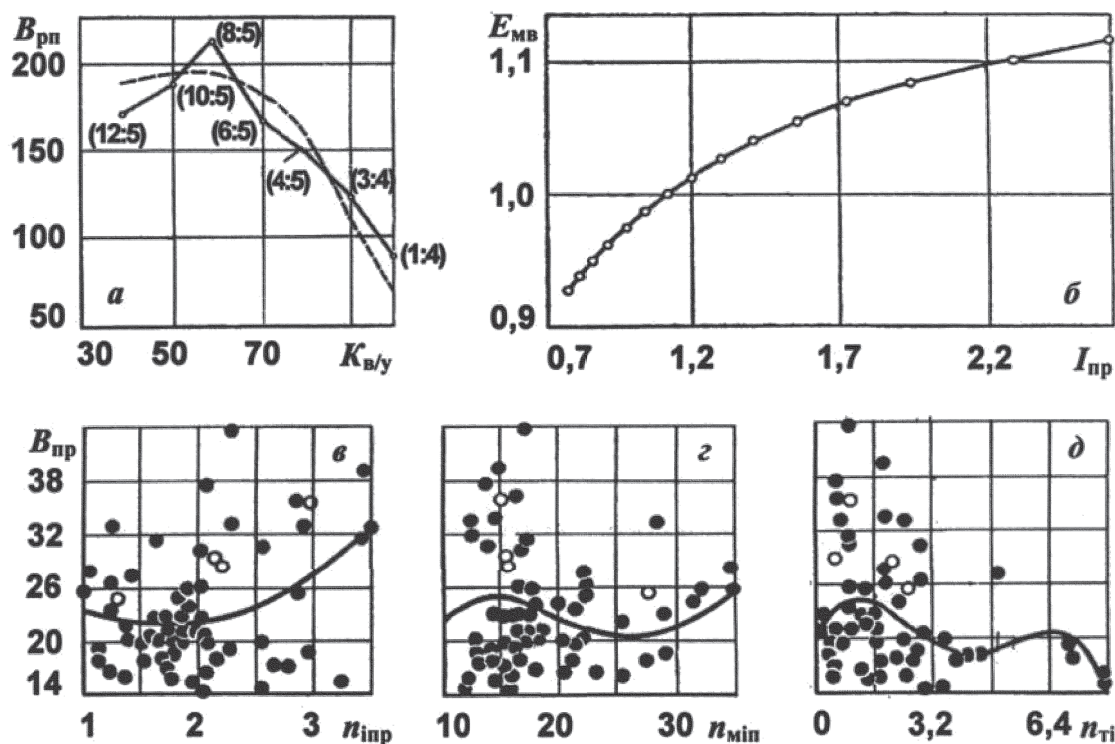 Bрп
200
150
100
50
30 50 70 Kв/у
(8:5)
(10:5)
(12:5)
(6:5)
(4:5)
(3:4)
(1:4)
а
Eмв
1,1
1,0
0,9
0,7 1,2 1,7 2,2 Iпр
б
Bпр
38
32
26
20
14
1 2 3 nіпр
в
10 20 30 nміп
г
0 3,2 6,4 nті
д